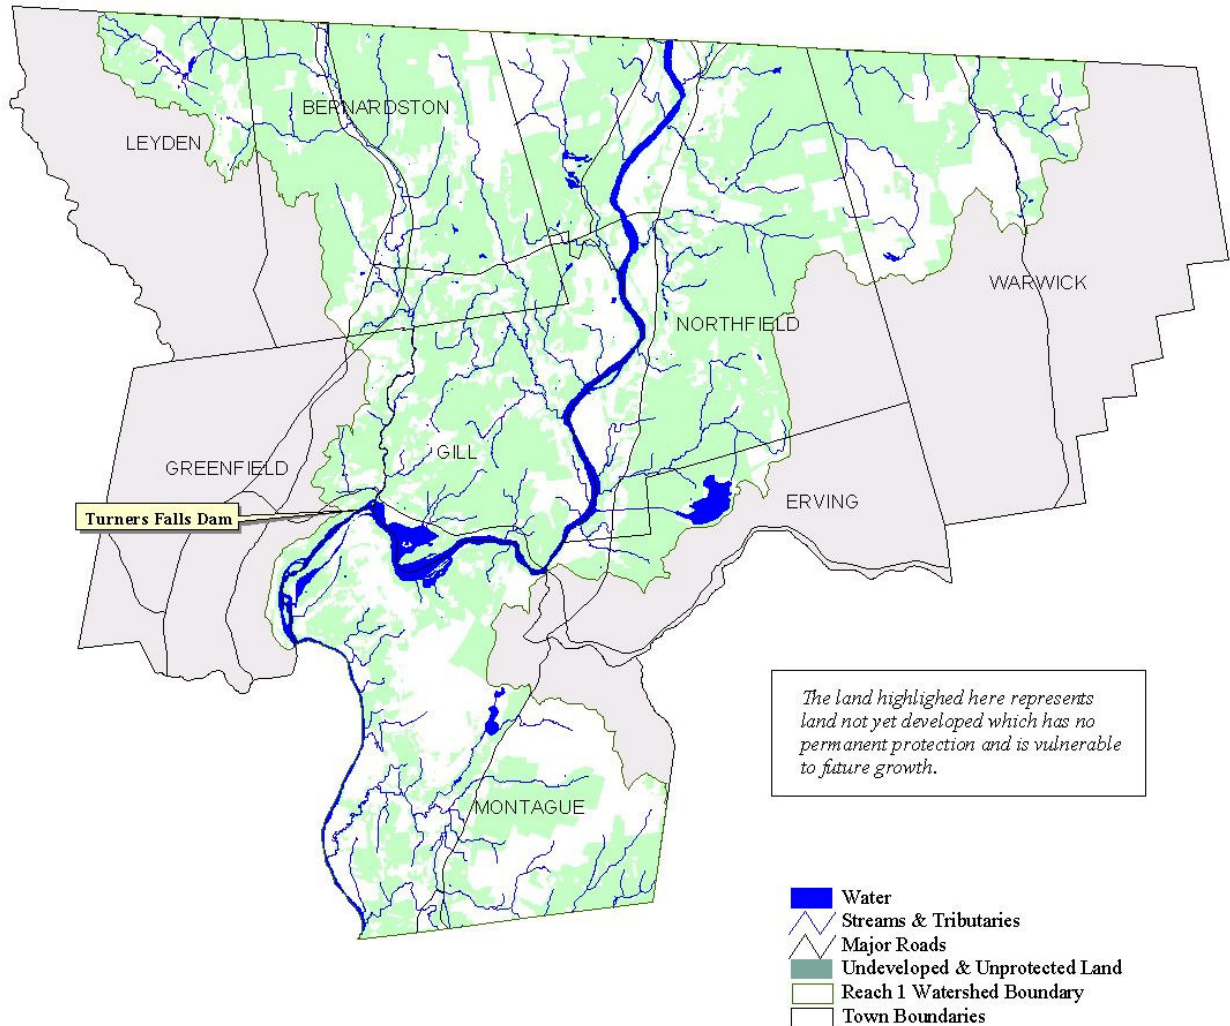 BERNARDSTON
LEYDEN
WARWICK
NORTHFIELD
GILL
GREENFIELD
ERVING
Turners Falls Dam
The land highlighed here represents
land not yet developed which has no
permanent protection and is vulnerable
to future growth.
MONTAGUE
Water
Streams & Tributaries
Major Roads
Undeveloped & Unprotected Land
Reach 1 Watershed Boundary
Town Boundaries